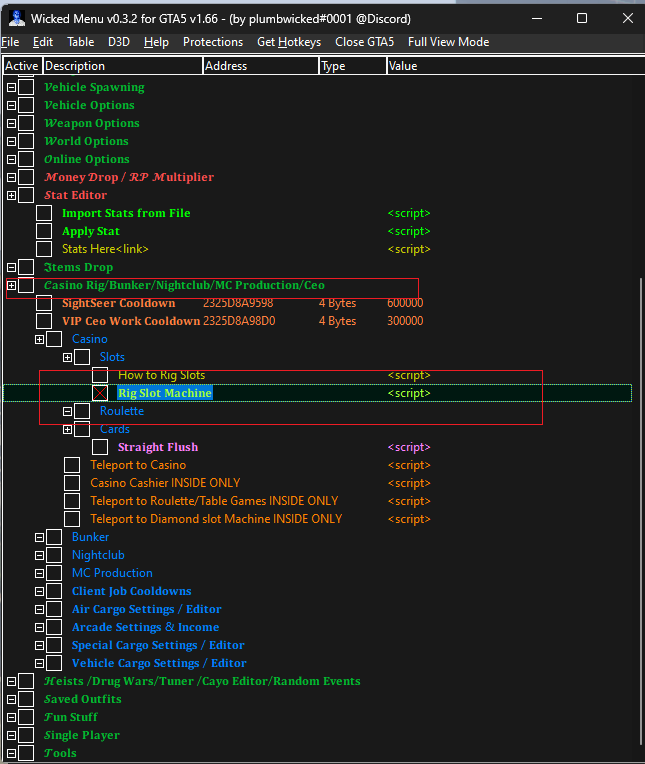 Wicked Menu v0.3.2 for GTA5 v1.66 - (by plumbwicked#0001 @Discord)
File Edit Table D3D Help Protections Get Hotkeys Close GTA5 Full View Mode
Active Description Address Type Value
Vehicle Spawning
Vehicle Options
Weapon Options
World Options
Online Options
Money Drop / RP Multiplier
Stat Editor
Import Stats from File <script>
Apply Stat <script>
Stats Here<link> <script>
Items Drop
Casino Rig/Bunker/Nightclub/MC Production/Ceo
SightSeer Cooldown 2325D8A9598 4 Bytes 600000
VIP Ceo Work Cooldown 2325D8A98D0 4 Bytes 300000
Casino
Slots
How to Rig Slots <script>
Rig Slot Machine <script>
Roulette
Cards
Straight Flush <script>
Teleport to Casino <script>
Casino Cashier INSIDE ONLY <script>
Teleport to Roulette/Table Games INSIDE ONLY <script>
Teleport to Diamond slot Machine INSIDE ONLY <script>
Bunker
Nightclub
MC Production
Client Job Cooldowns
Air Cargo Settings / Editor
Arcade Settings & Income
Special Cargo Settings / Editor
Vehicle Cargo Settings / Editor
Heists /Drug Wars/Tuner /Cayo Editor/Random Events
Saved Outfits
Fun Stuff
Single Player
Tools